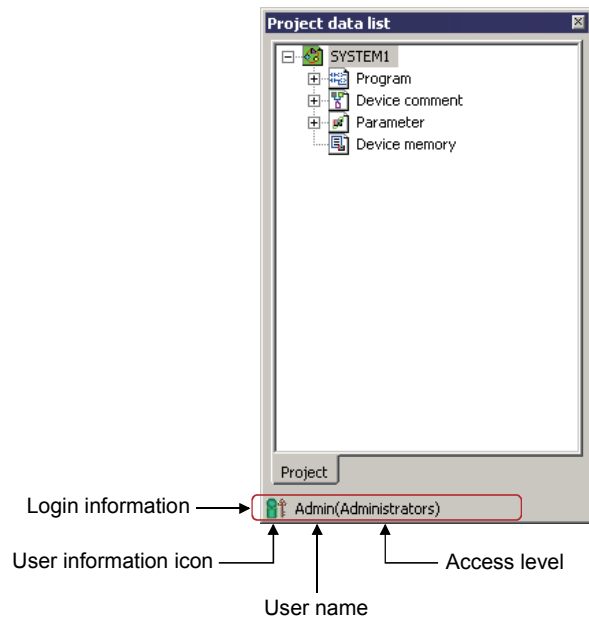 Project data list
SYSTEM1
Program
Device comment
Parameter
Device memory
Project
Login information
Admin(Administrators)
User information icon
Access level
User name